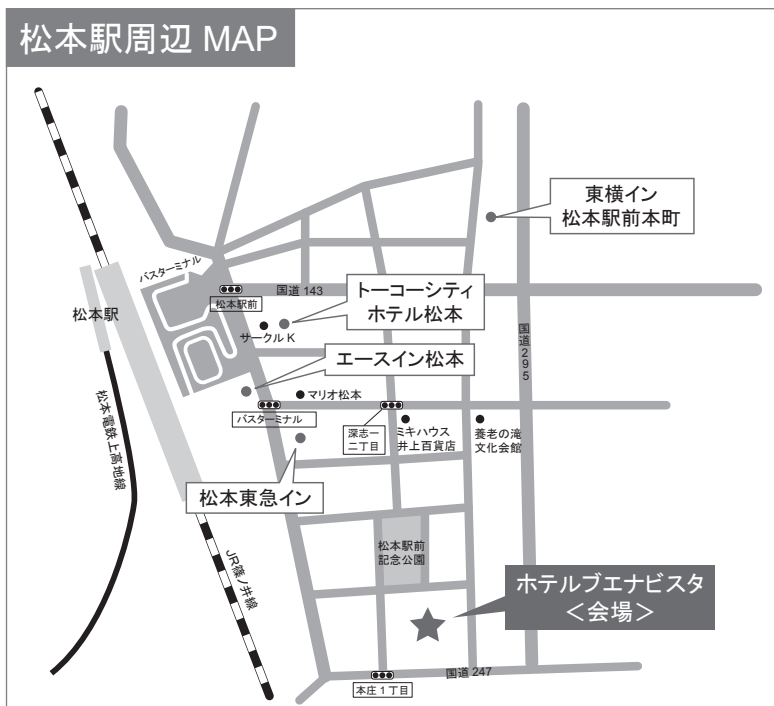 松本駅周辺 MAP
東横イン
松本駅前本町
バスターミナル
国道 143
松本駅前
トーコーシティ
ホテル松本
松本駅
サークル K
エースイン松本
国道295
マリオ松本
バスターミナル
深志一
二丁目
ミキハウス
井上百貨店
養老の滝
文化会館
松本電鉄上高地線
松本東急イン
松本駅前
記念公園
JR篠ノ井線
ホテルブエナビスタ
<会場>
国道 247
本庄 1 丁目